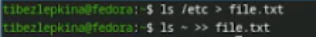 tibezlepkina@fedora:~$ ls /etc > file.txt
tibezlepkina@fedora:~$ ls ~ >> file.txt